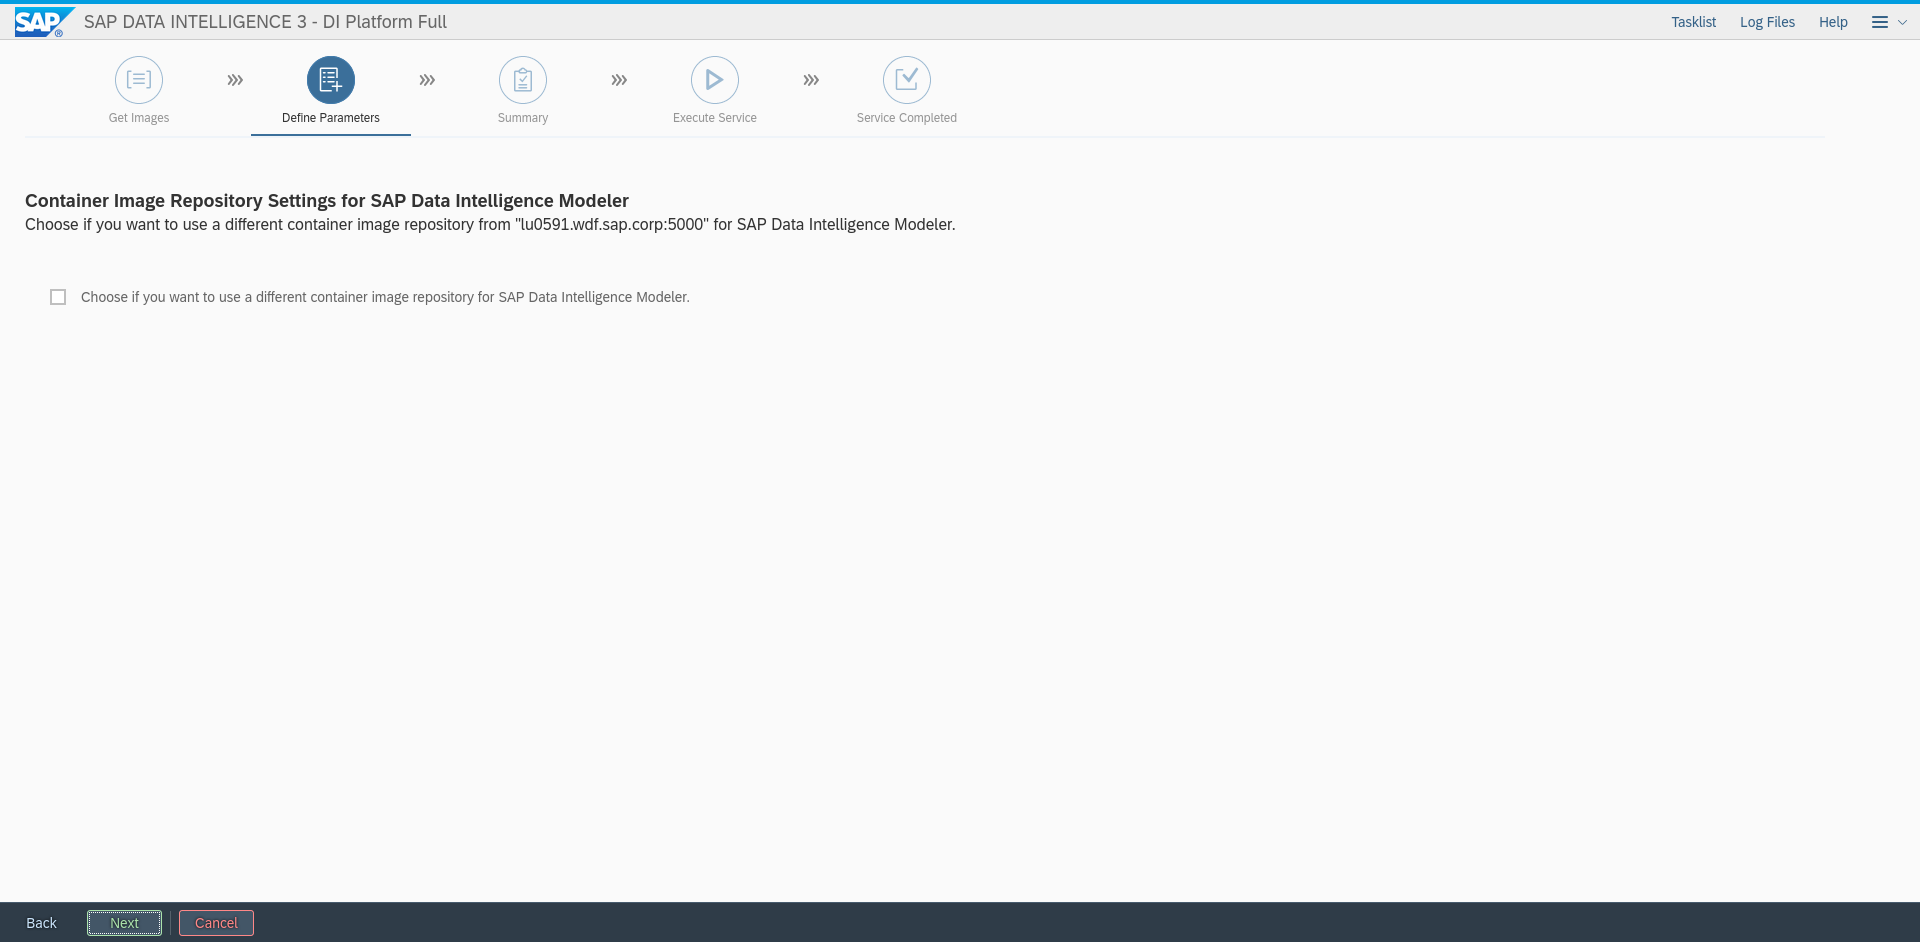 SAP ® SAP DATA INTELLIGENCE 3 - DI Platform Full Tasklist Log Files Help
Get Images Define Parameters Summary Execute Service Service Completed
Container Image Repository Settings for SAP Data Intelligence Modeler
Choose if you want to use a different container image repository from "lu0591.wdf.sap.corp:5000" for SAP Data Intelligence Modeler.
Choose if you want to use a different container image repository for SAP Data Intelligence Modeler.
Back Next Cancel